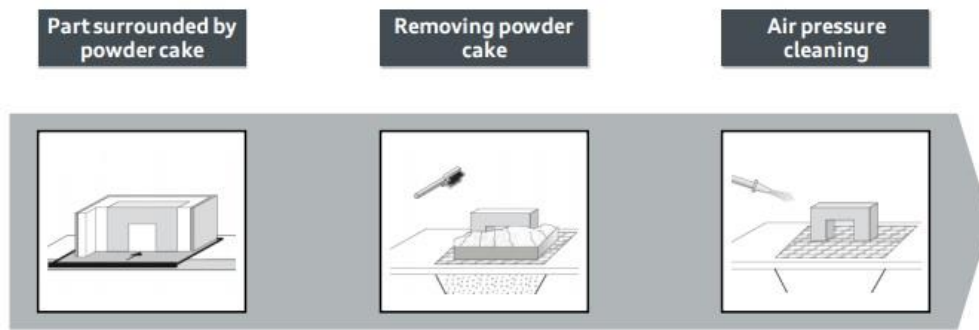 Part surrounded by
powder cake
Removing powder
cake
Air pressure
cleaning